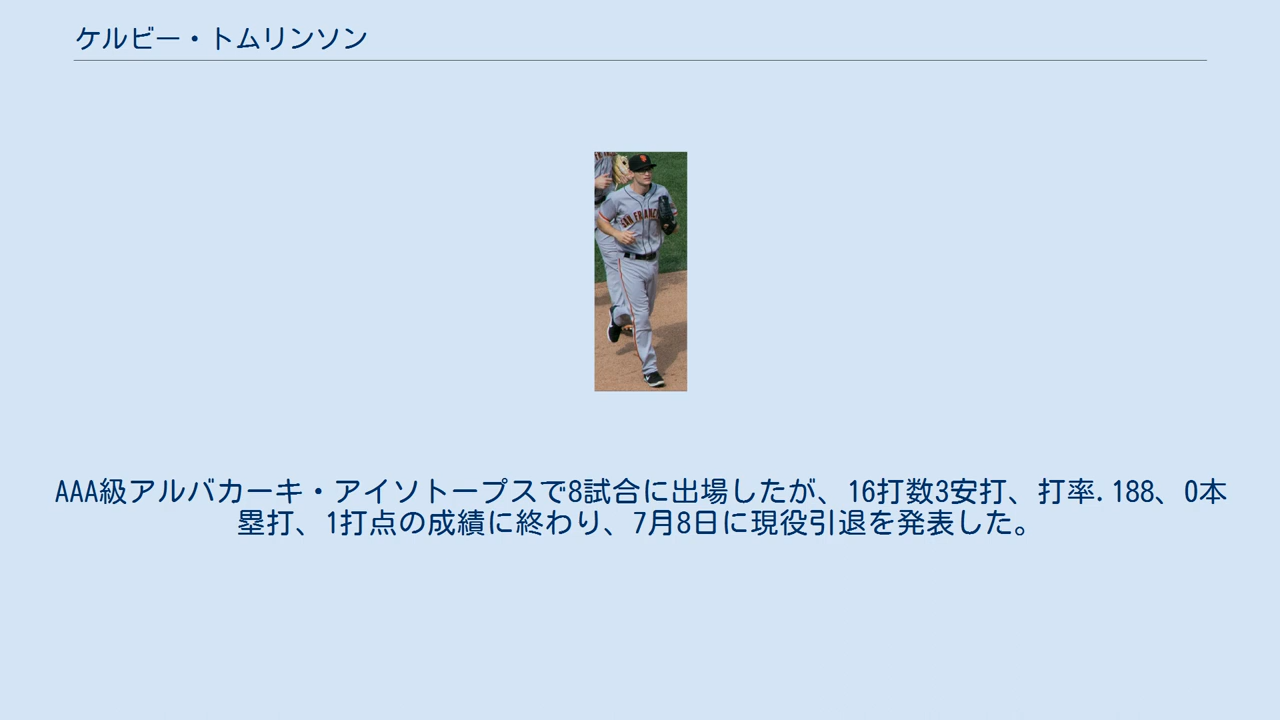 ケルビー・トムリンソン
SAN FRANC
AAA級アルバカーキ・アイソトープスで8試合に出場したが、16打数3安打、打率.188、0本
塁打、1打点の成績に終わり、7月8日に現役引退を発表した。